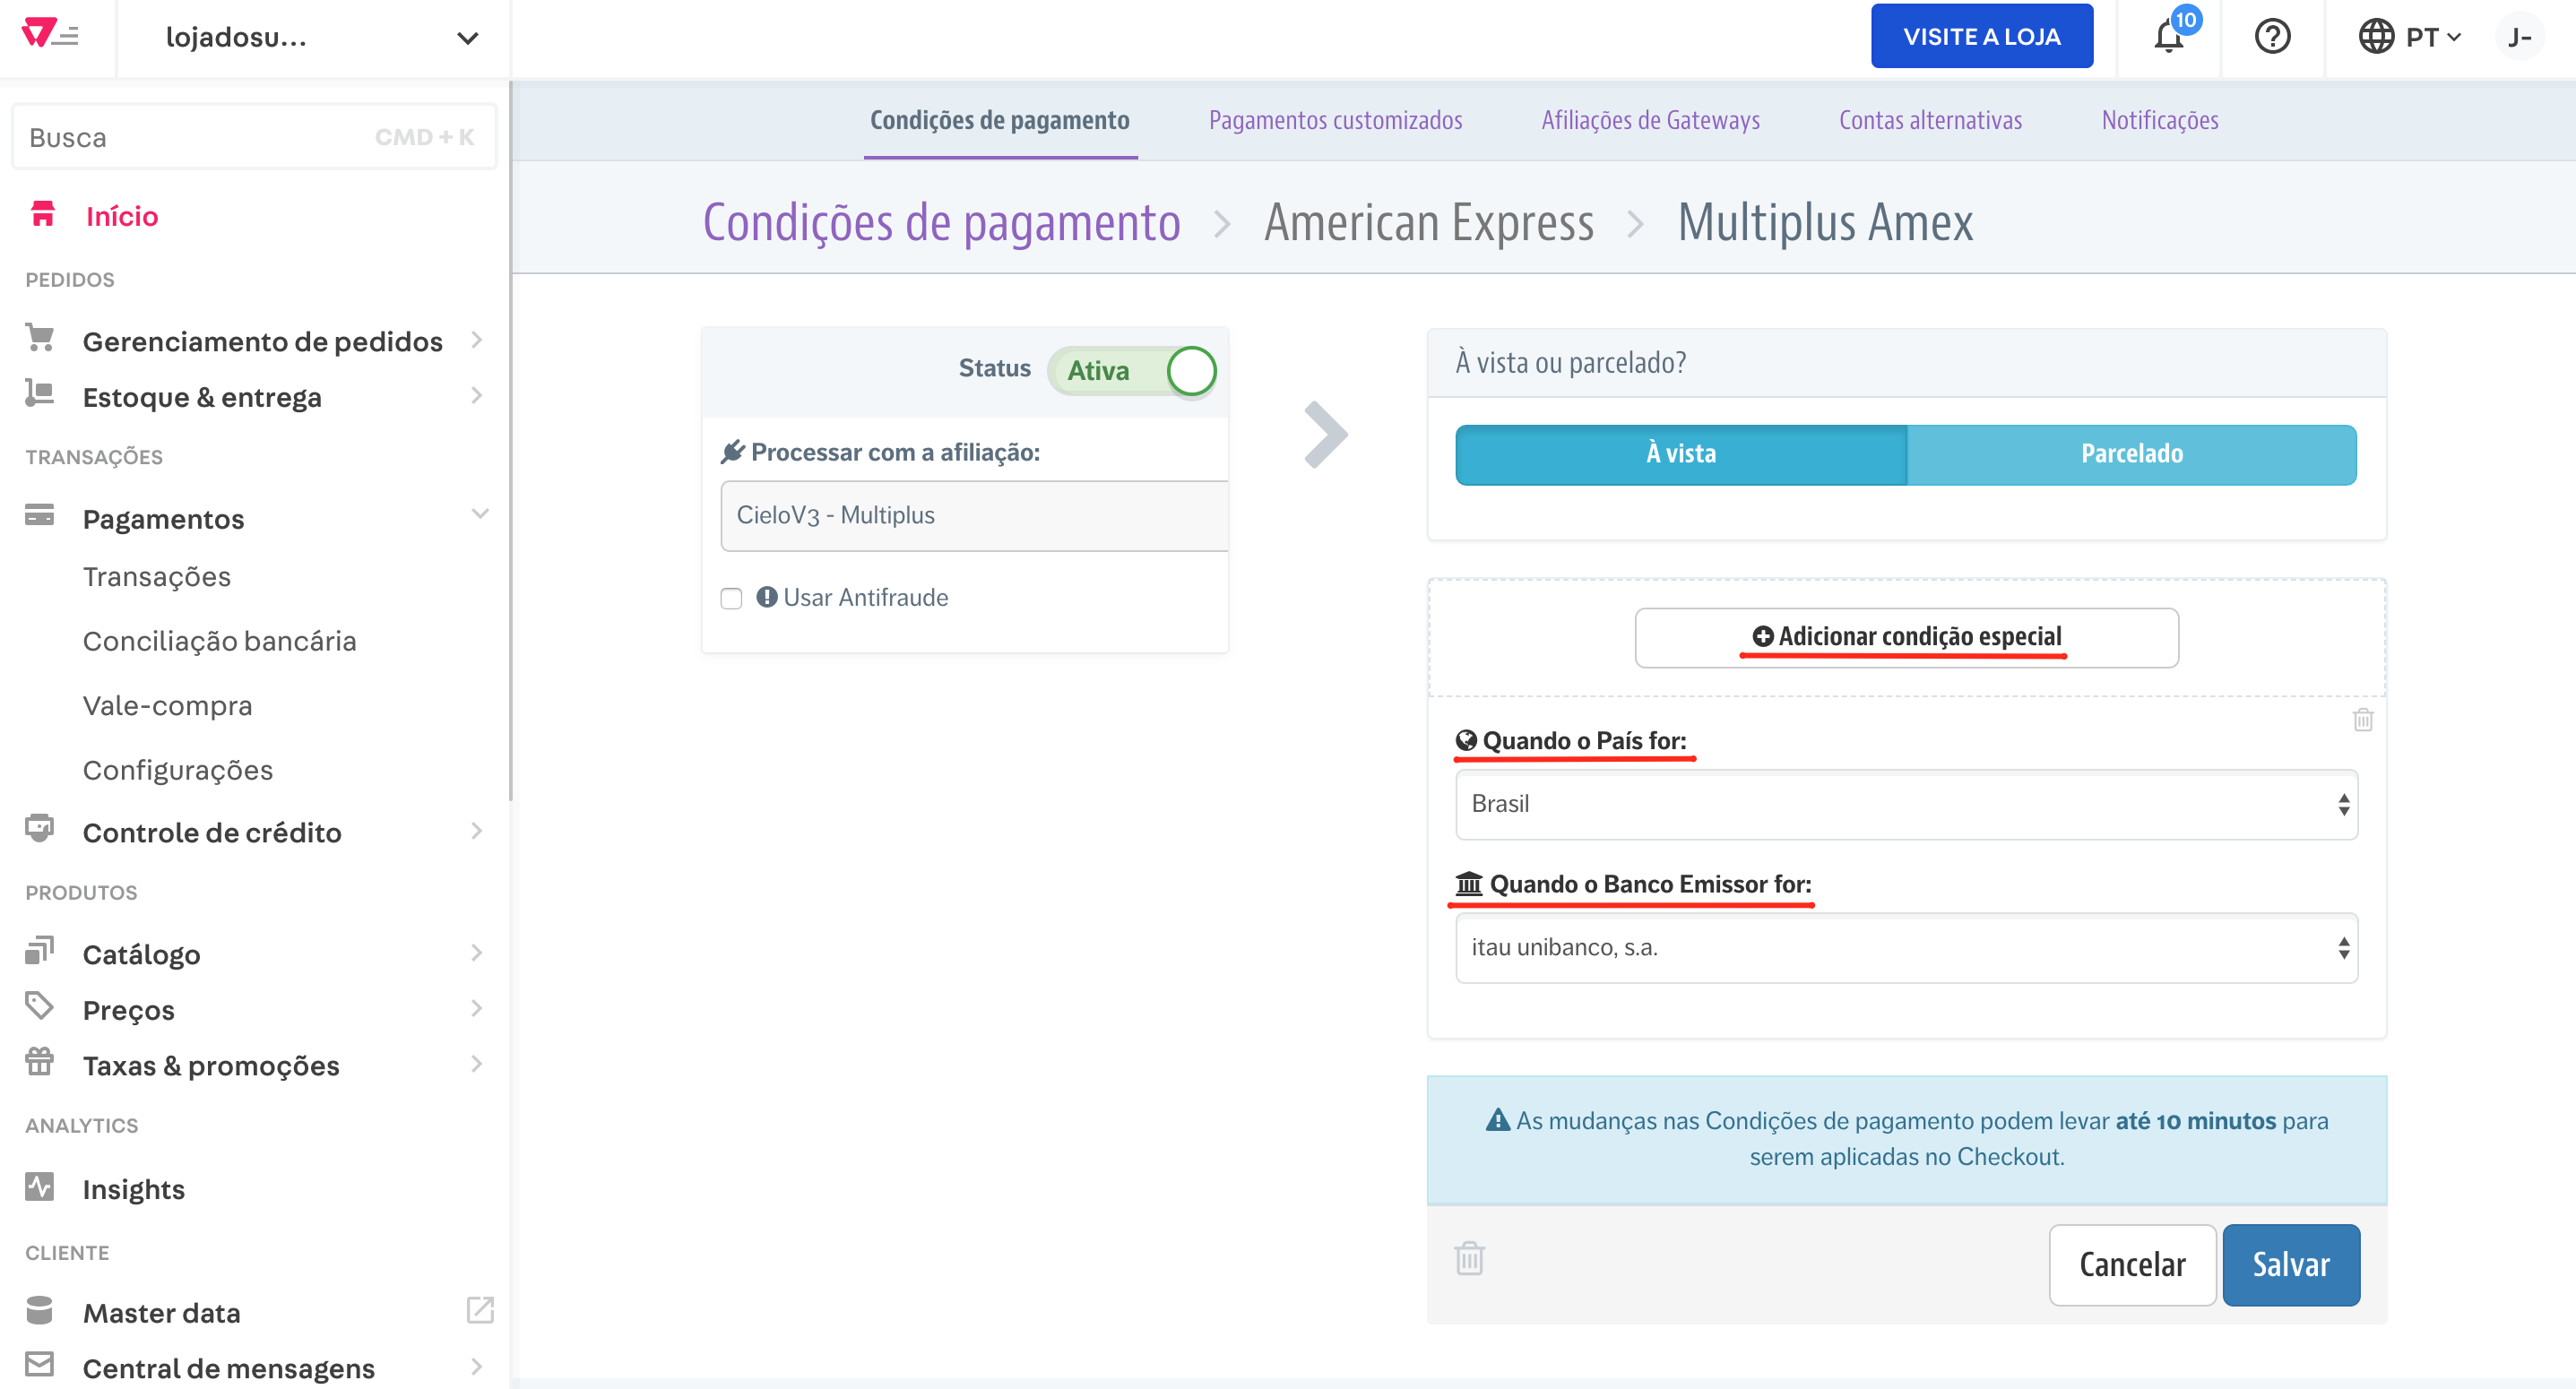 lojadosu...
VISITE A LOJA
10
PT
J-
Busca
CMD + K
Início
PEDIDOS
Gerenciamento de pedidos
Estoque & entrega
TRANSAÇÕES
Pagamentos
Transações
Conciliação bancária
Vale-compra
Configurações
Controle de crédito
PRODUTOS
Catálogo
Preços
Taxas & promoções
ANALYTICS
Insights
CLIENTE
Master data
Central de mensagens
Condições de pagamento
Pagamentos customizados
Afiliações de Gateways
Contas alternativas
Notificações
Condições de pagamento > American Express > Multiplus Amex
Status
Ativa
Processar com a afiliação:
CieloV3 - Multiplus
Usar Antifraude
À vista ou parcelado?
À vista
Parcelado
Adicionar condição especial
Quando o País for:
Brasil
Quando o Banco Emissor for:
itau unibanco, s.a.
As mudanças nas Condições de pagamento podem levar até 10 minutos para
serem aplicadas no Checkout.
Cancelar
Salvar